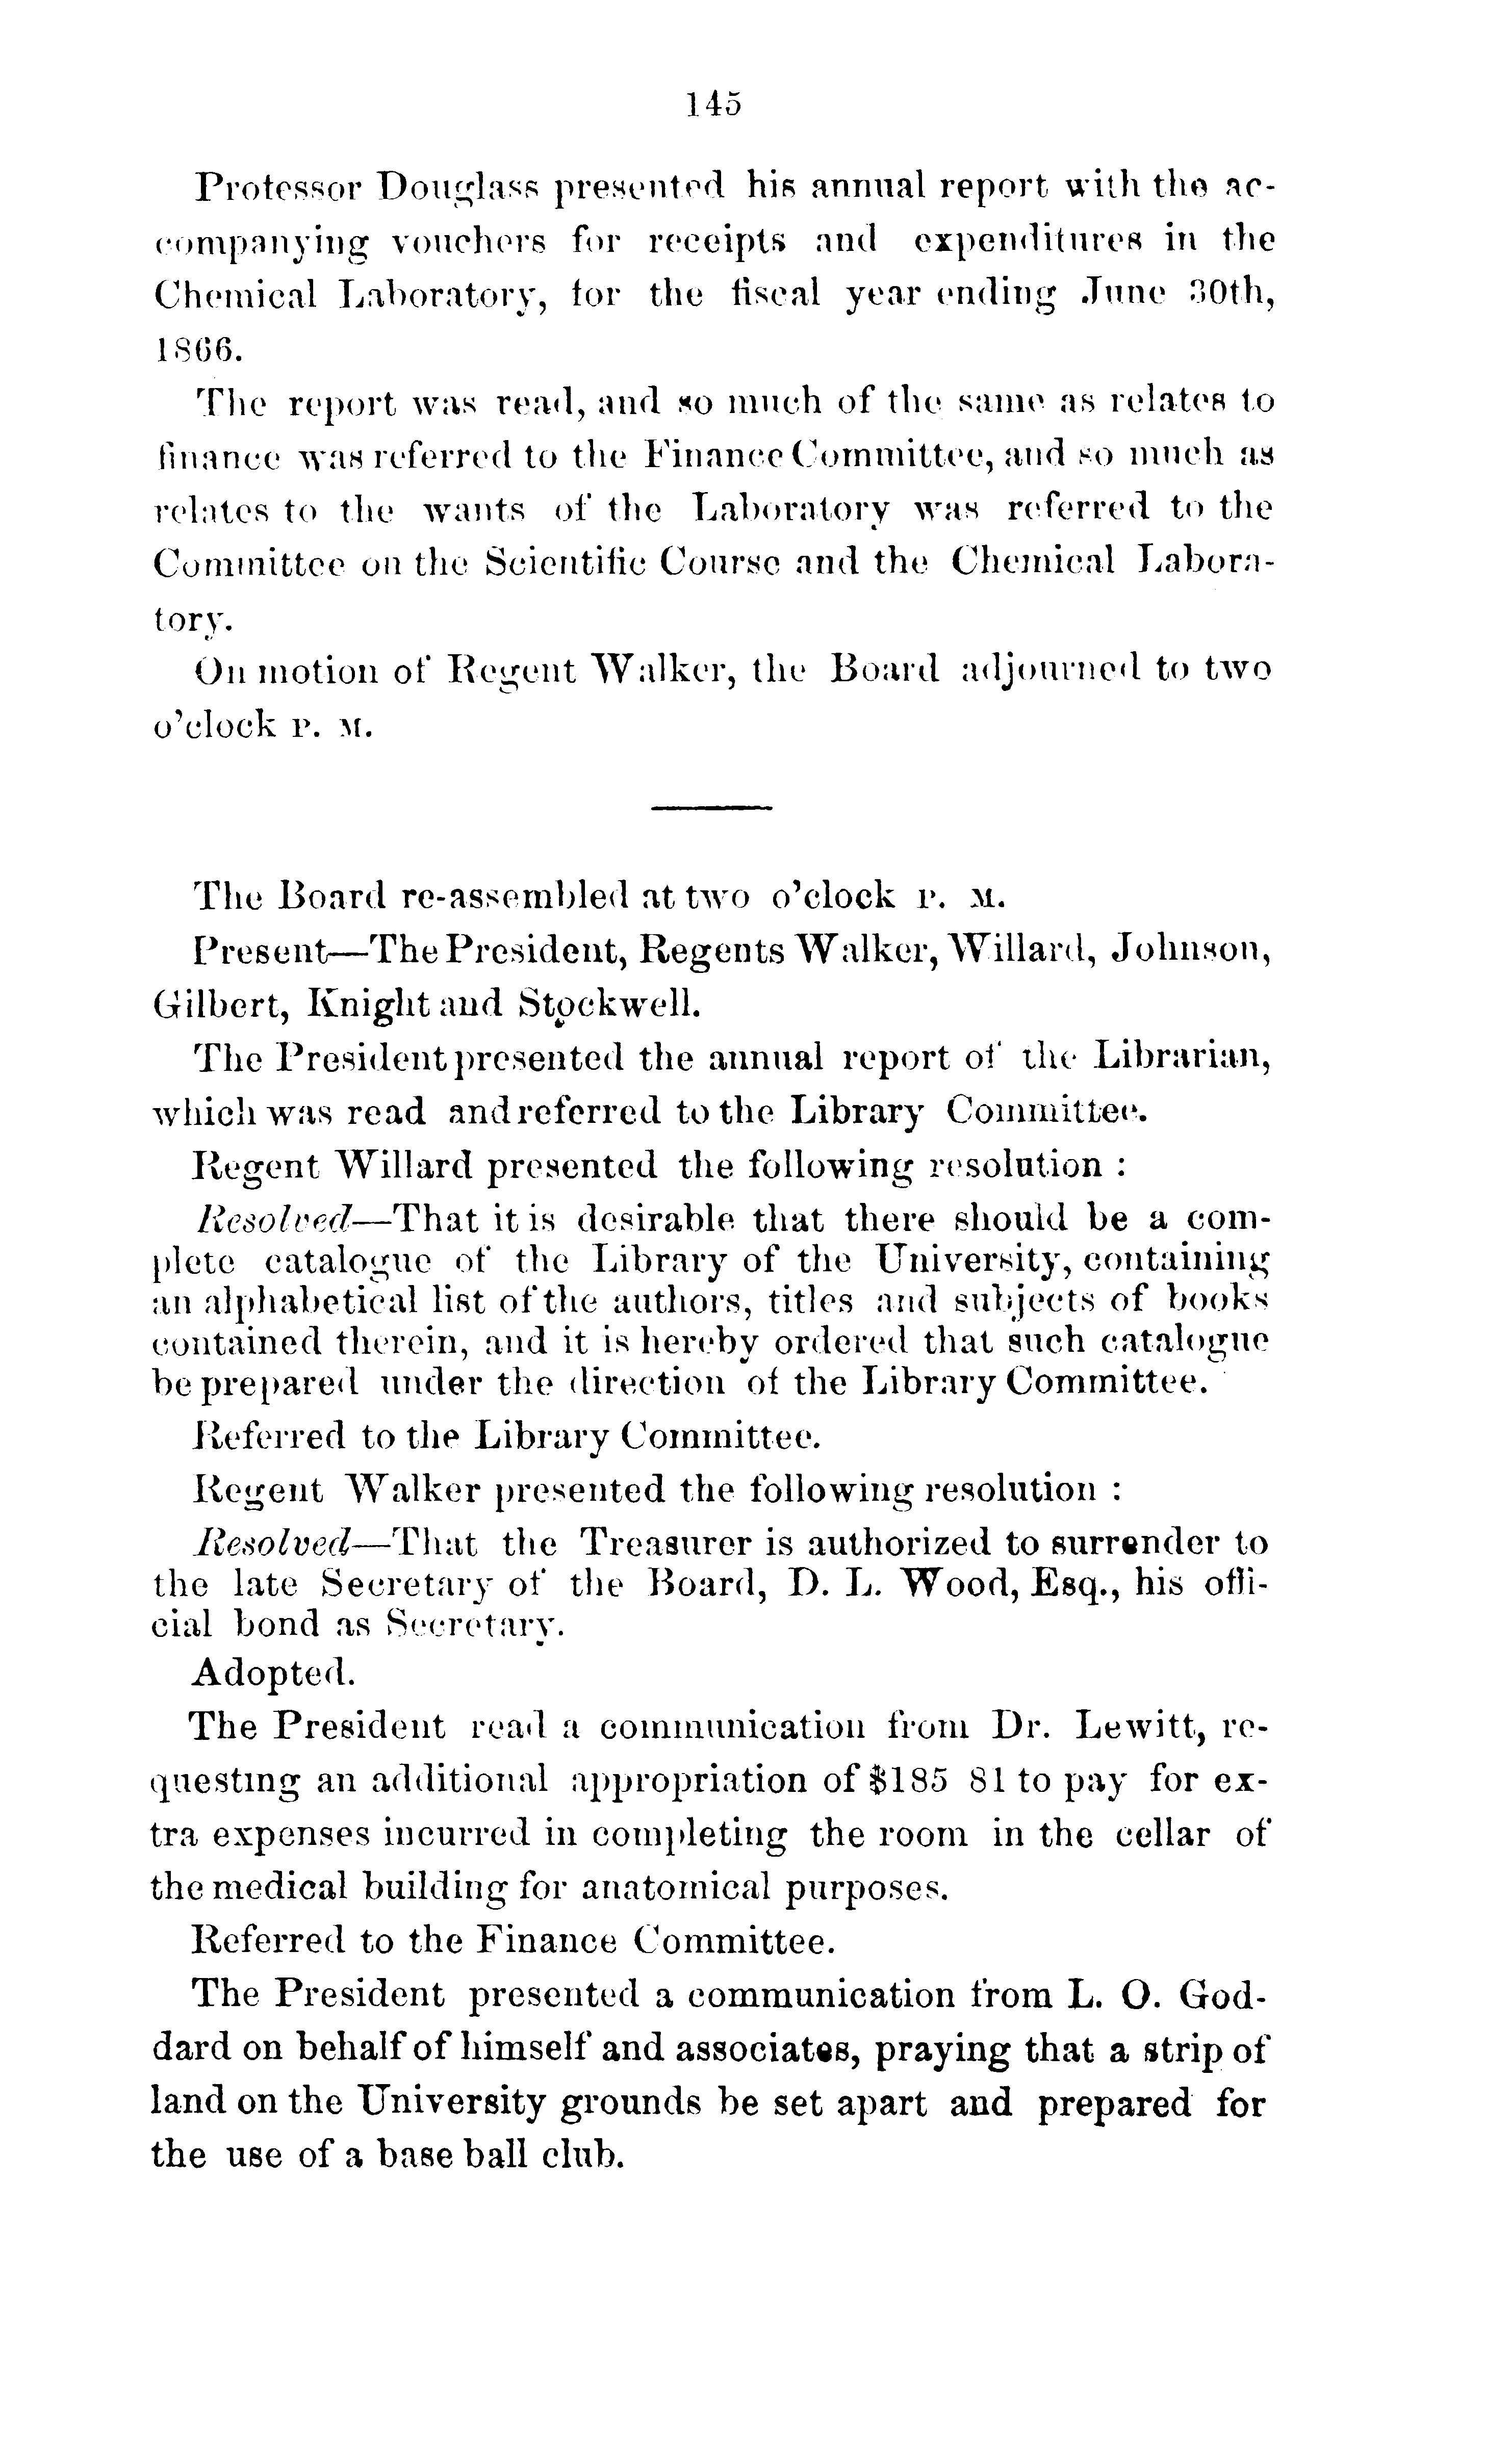 145
Professor Douglass presented his annual report with the ac-
companying vouchers for receipts and expenditures in the
Chemical Laboratory, for the fiscal year ending June 30th,
1866.
The report was read, and so much of the same as relates to
finance was referred to the Finance Committee, and so much as
relates to the wants of the Laboratory was referred to the
Committee on the Scientific Course and the Chemical Labora-
tory.
On motion of Regent Walker, the Board adjourned to two
o'clock P. M.
The Board re-assembled at two o'clock P. M.
Present—The President, Regents Walker, Willard, Johnson,
Gilbert, Knight and Stockwell.
The President presented the annual report of the Librarian,
which was read and referred to the Library Committee.
Regent Willard presented the following resolution :
Resolved—That it is desirable that there should be a com-
plete catalogue of the Library of the University, containing
an alphabetical list of the authors, titles and subjects of books
contained therein, and it is hereby ordered that such catalogue
be prepared under the direction of the Library Committee.
Referred to the Library Committee.
Regent Walker presented the following resolution :
Resolved—That the Treasurer is authorized to surrender to
the late Secretary of the Board, D. L. Wood, Esq., his offi-
cial bond as Secretary.
Adopted.
The President read a communication from Dr. Lewitt, re-
questing an additional appropriation of $185 81 to pay for ex-
tra expenses incurred in completing the room in the cellar of
the medical building for anatomical purposes.
Referred to the Finance Committee.
The President presented a communication from L. O. God-
dard on behalf of himself and associates, praying that a strip of
land on the University grounds be set apart and prepared for
the use of a base ball club.